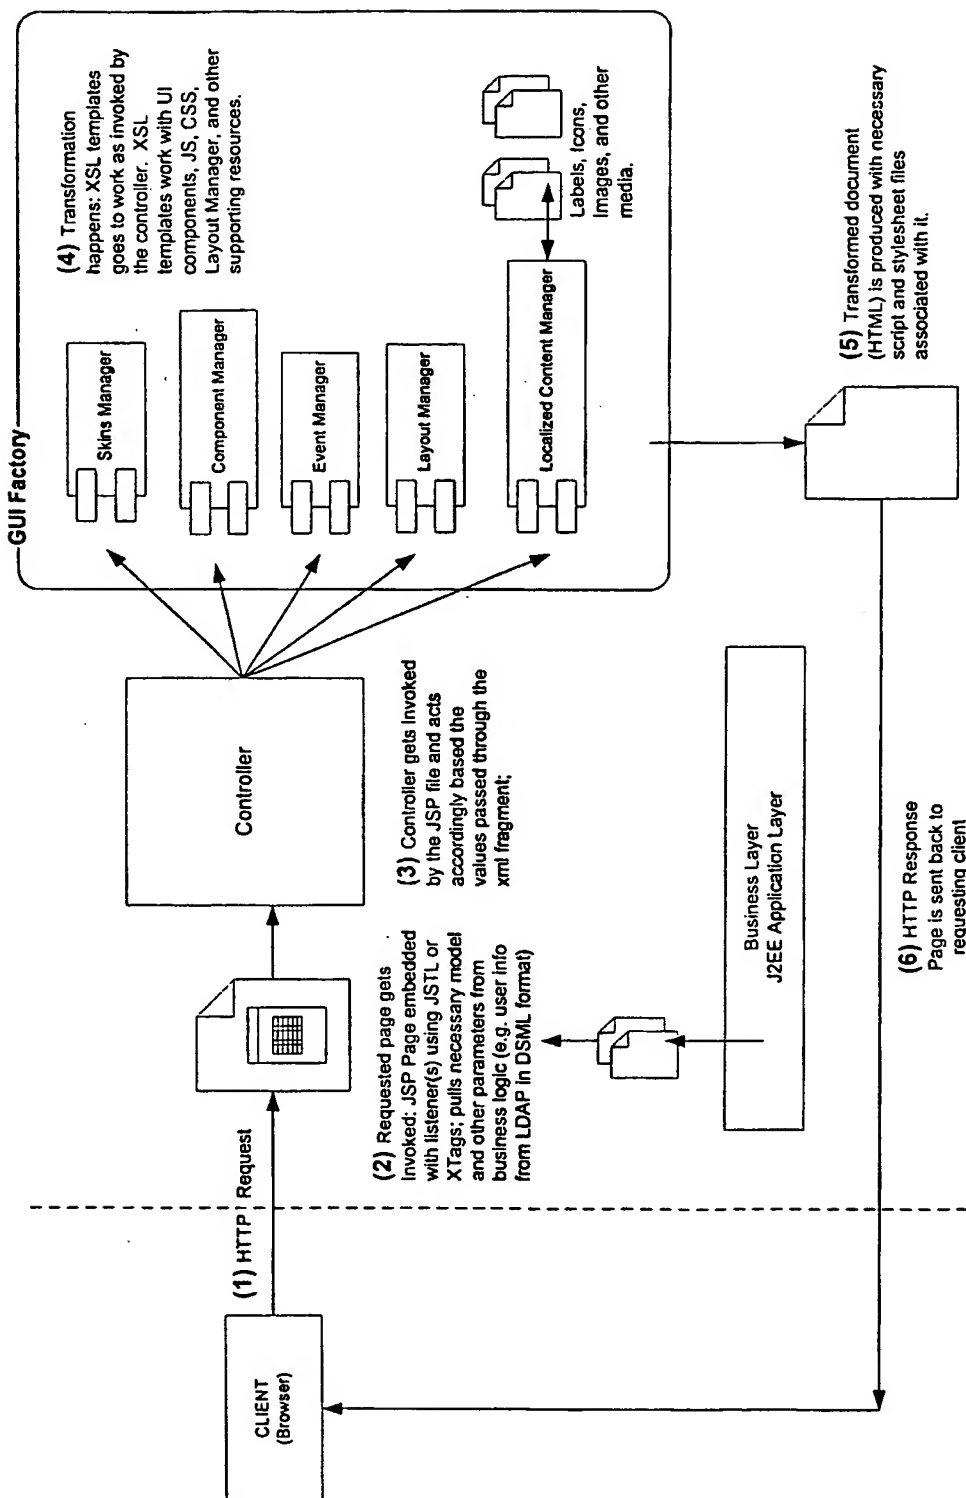 GUI Factory
(4) Transformation
happens: XSL templates
goes to work as invoked by
the controller. XSL
templates work with UI
components, JS, CSS,
Layout Manager, and other
supporting resources.
Skins Manager
Component Manager
Event Manager
Layout Manager
Localized Content Manager
Labels, Icons,
Images, and other
media.
Controller
(3) Controller gets Invoked
by the JSP file and acts
accordingly based the
values passed through the
xml fragment;
(1) HTTP Request
CLIENT
(Browser)
(2) Requested page gets
Invoked: JSP Page embedded
with listener(s) using JSTL or
XTags; pulls necessary model
and other parameters from
business logic (e.g. user info
from LDAP in DSML format)
Business Layer
J2EE Application Layer
(5) Transformed document
(HTML) is produced with necessary
script and stylesheet files
associated with it.
(6) HTTP Response
Page is sent back to
requesting client